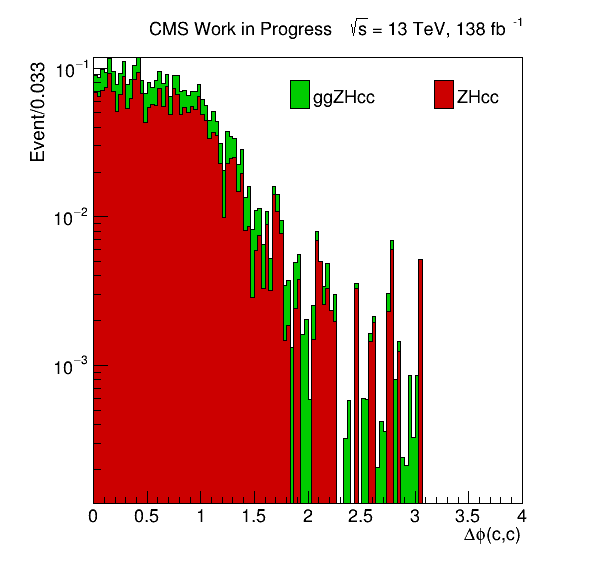 CMS Work in Progress √s = 13 TeV, 138 fb⁻¹
Event/0.033
ggZHcc ZHcc
10⁻¹
10⁻²
10⁻³
0 0.5 1 1.5 2 2.5 3 3.5 4
Δϕ(c,c)